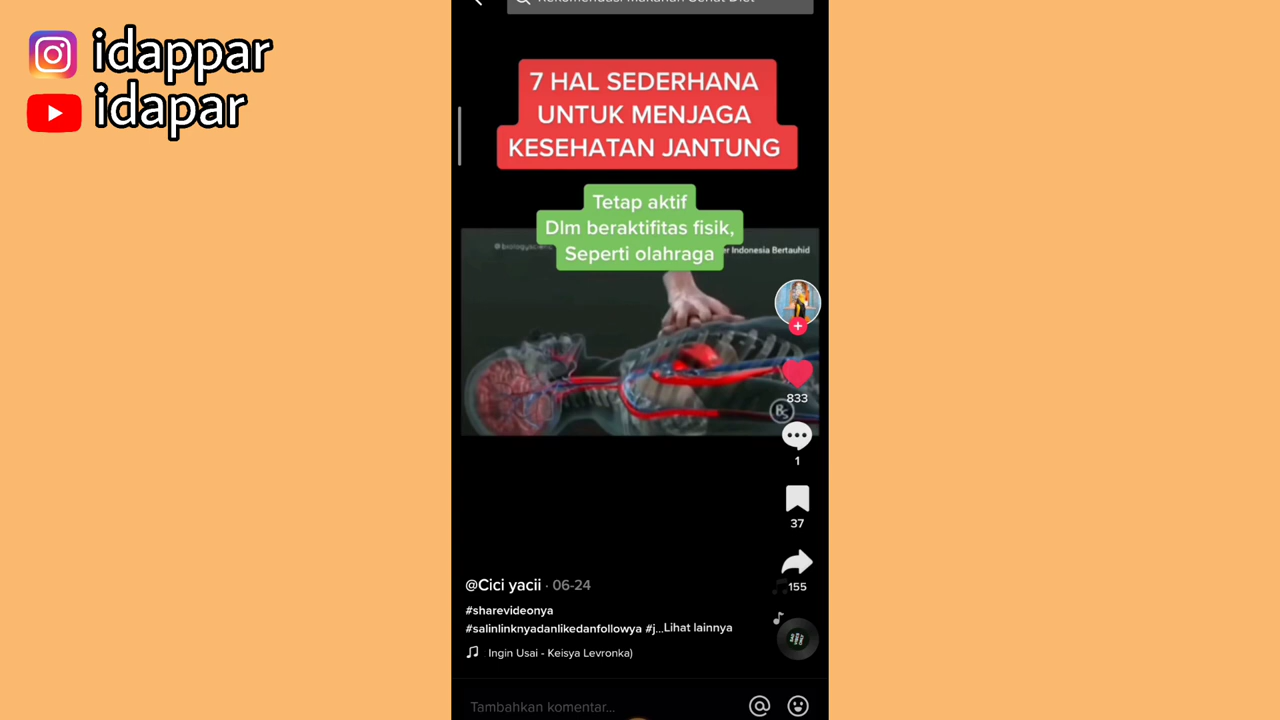 idappar
idapar
7 HAL SEDERHANA
UNTUK MENJAGA
KESEHATAN JANTUNG
Tetap aktif
Dlm beraktifitas fisik,
Seperti olahraga
Indonesia Bertauhid
BS
833
1
37
155
@Cici yacii · 06-24
#sharevideonya
#salinlinknyadanlikedanfollowya #j...Lihat lainnya
Ingin Usai - Keisya Levronka)
Tambahkan komentar...